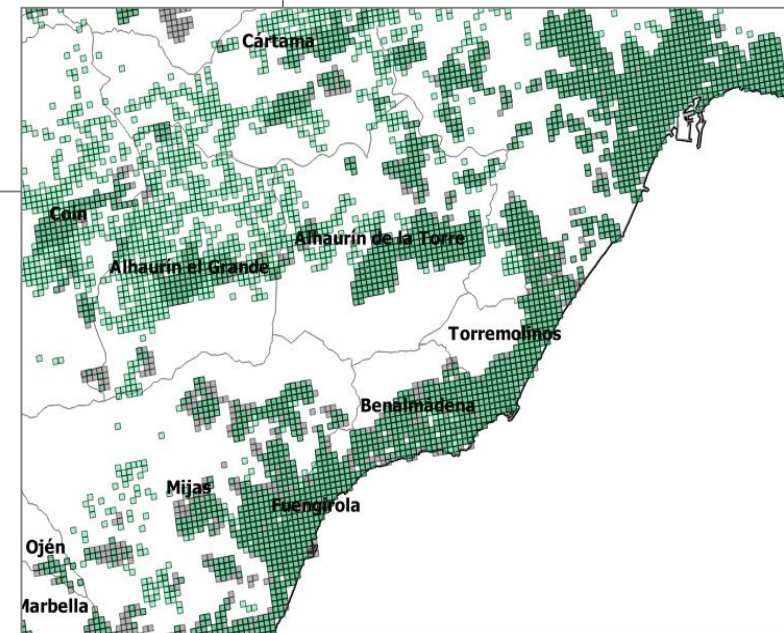 Cártama
Coín
Alhaurín de la Torre
Alhaurín el Grande
Torremolinos
Benalmádena
Mijas
Fuengirola
Ojén
Marbella